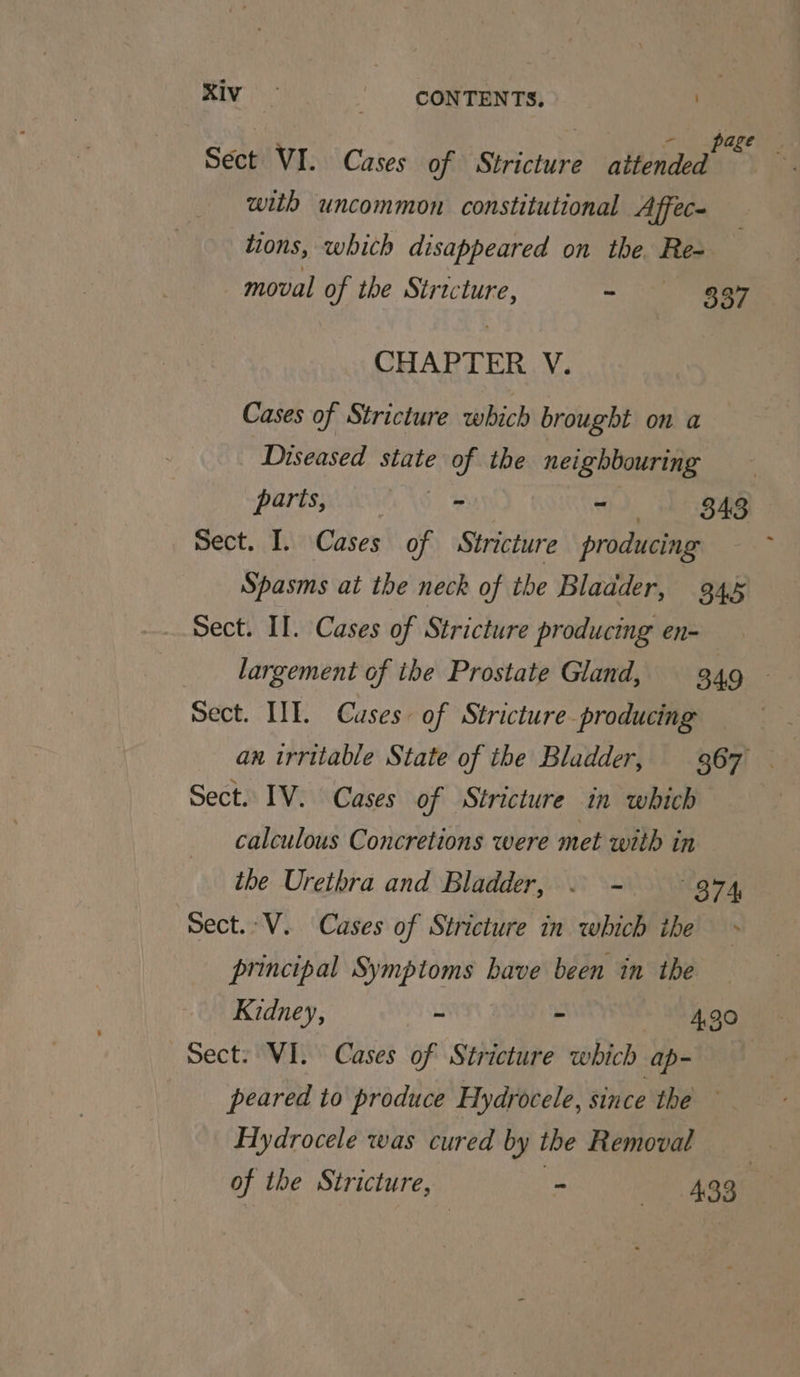 xiv CONTENTS.
page
Sect VI. Cases of Stricture attended
with uncommon constitutional Affec-
tions, which disappeared on the Re-
moval of the Stricture, - 337
CHAPTER V.
Cases of Stricture which brought on a
Diseased state of the neighbouring
parts, - - 343
Sect. I. Cases of Stricture producing
Spasms at the neck of the Bladder, 345
Sect. II. Cases of Stricture producing en-
largement of the Prostate Gland, 349
Sect. III. Cases of Stricture producing
an irritable State of the Bladder, 367
Sect. IV. Cases of Stricture in which
calculous Concretions were met with in
the Urethra and Bladder, - 374
Sect. V. Cases of Stricture in which the
principal Symptoms have been in the
Kidney, - - 430
Sect. VI. Cases of Stricture which ap-
peared to produce Hydrocele, since the
Hydrocele was cured by the Removal
of the Stricture, - 433